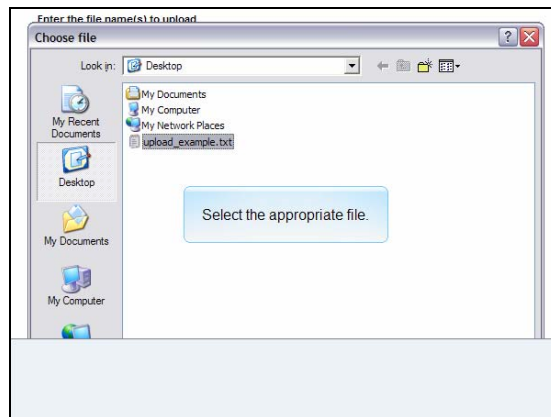 Enter the file name(s) to upload
Choose file
Look in:
Desktop
My Recent
Documents
Desktop
My Documents
My Computer
My Documents
My Computer
My Network Places
upload_example.txt
Select the appropriate file.